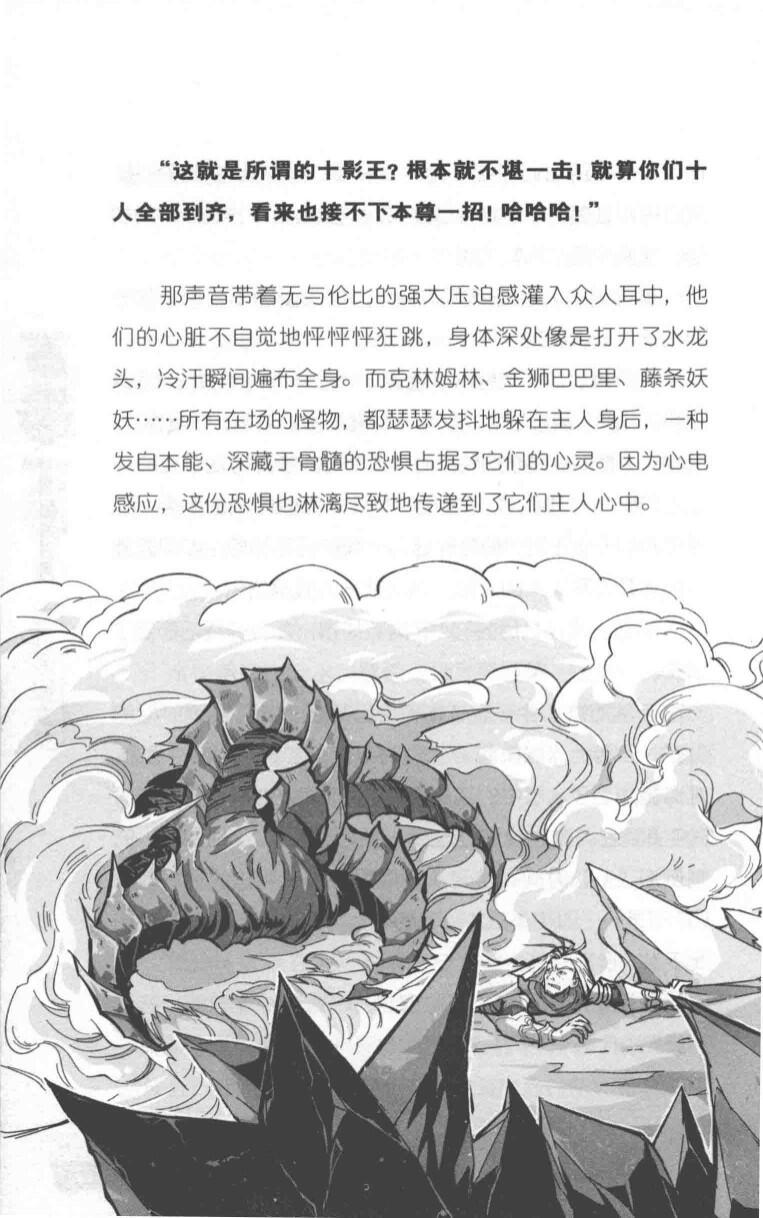 “这就是所谓的十影王？根本就不堪一击！就算你们十
人全部到齐，看来也接不下本尊一招！哈哈哈！”
那声音带着无与伦比的强大压迫感灌入众人耳中，他
们的心脏不自觉地怦怦怦狂跳，身体深处像是打开了水龙
头，冷汗瞬间遍布全身。而克林姆林、金狮巴巴里、藤条妖
妖……所有在场的怪物，都瑟瑟发抖地躲在主人身后，一种
发自本能、深藏于骨髓的恐惧占据了它们的心灵。因为心电
感应，这份恐惧也淋漓尽致地传递到了它们主人心中。